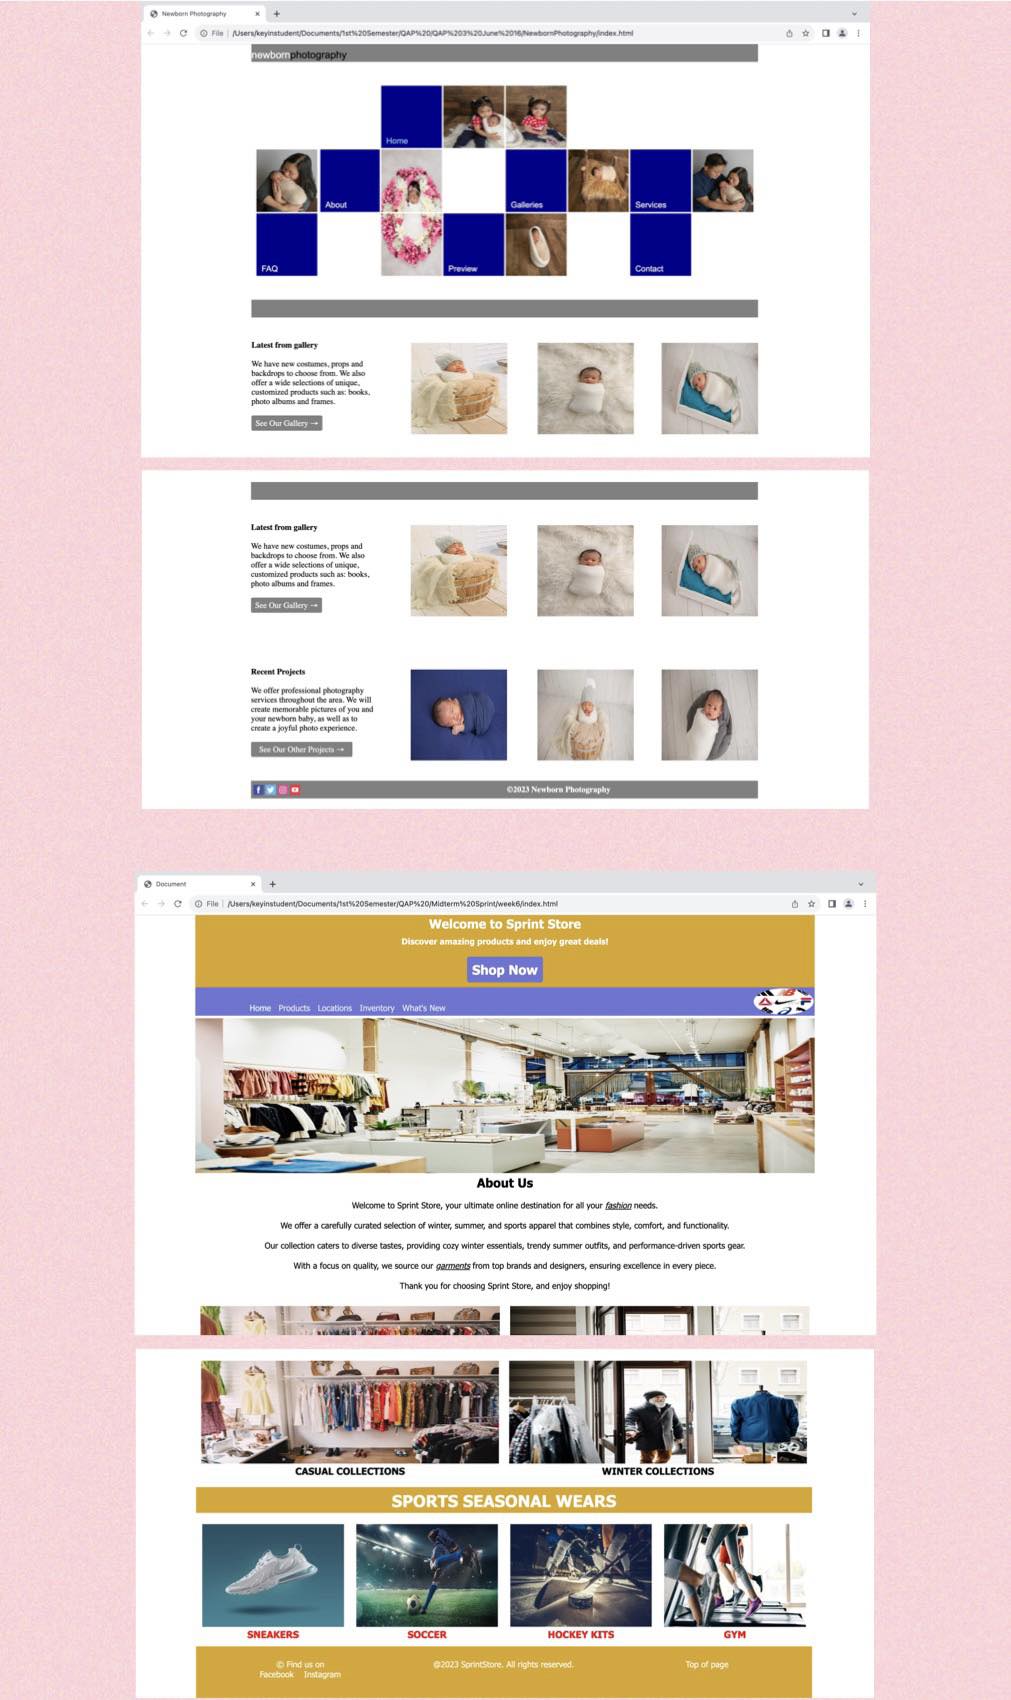 Newborn Photography
File | /Users/keyinstudent/Documents/1st%20Semester/QAP%20/QAP%203%20June%2016/NewbornPhotography/index.html
newbornphotography
Home
About
Galleries
Services
FAQ
Preview
Contact
Latest from gallery
We have new costumes, props and
backdrops to choose from. We also
offer a wide selections of unique,
customized products such as: books,
photo albums and frames.
See Our Gallery →
Latest from gallery
We have new costumes, props and
backdrops to choose from. We also
offer a wide selections of unique,
customized products such as: books,
photo albums and frames.
See Our Gallery →
Recent Projects
We offer professional photography
services throughout the area. We will
create memorable pictures of you and
your newborn baby, as well as to
create a joyful photo experience.
See Our Other Projects →
©2023 Newborn Photography
Document
File | /Users/keyinstudent/Documents/1st%20Semester/QAP%20/Midterm%20Sprint/week6/index.html
Welcome to Sprint Store
Discover amazing products and enjoy great deals!
Shop Now
Home Products Locations Inventory What's New
About Us
Welcome to Sprint Store, your ultimate online destination for all your fashion needs.
We offer a carefully curated selection of winter, summer, and sports apparel that combines style, comfort, and functionality.
Our collection caters to diverse tastes, providing cozy winter essentials, trendy summer outfits, and performance-driven sports gear.
With a focus on quality, we source our garments from top brands and designers, ensuring excellence in every piece.
Thank you for choosing Sprint Store, and enjoy shopping!
CASUAL COLLECTIONS
WINTER COLLECTIONS
SPORTS SEASONAL WEARS
SNEAKERS
SOCCER
HOCKEY KITS
GYM
© Find us on
Facebook Instagram
@2023 SprintStore. All rights reserved.
Top of page